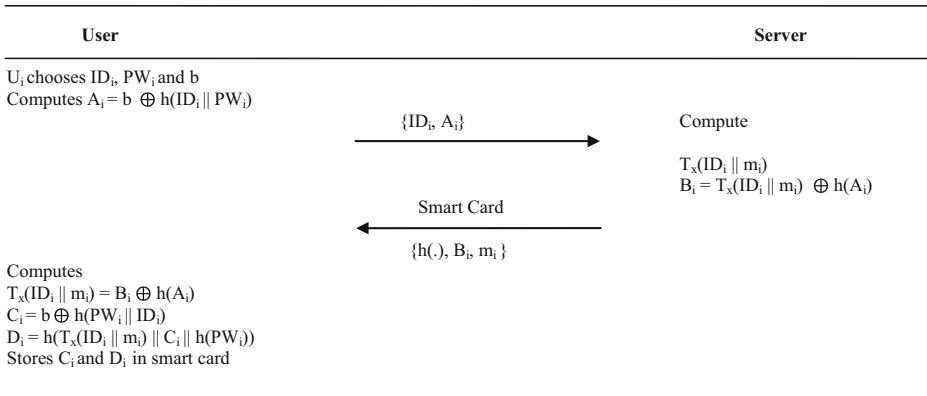 User Server
U_i chooses ID_i, PW_i and b
Computes A_i = b ⊕ h(ID_i || PW_i)
{ID_i, A_i} Compute
T_x(ID_i || m_i)
B_i = T_x(ID_i || m_i) ⊕ h(A_i)
Smart Card
{h(.), B_i, m_i}
Computes
T_x(ID_i || m_i) = B_i ⊕ h(A_i)
C_i = b ⊕ h(PW_i || ID_i)
D_i = h(T_x(ID_i || m_i) || C_i || h(PW_i))
Stores C_i and D_i in smart card